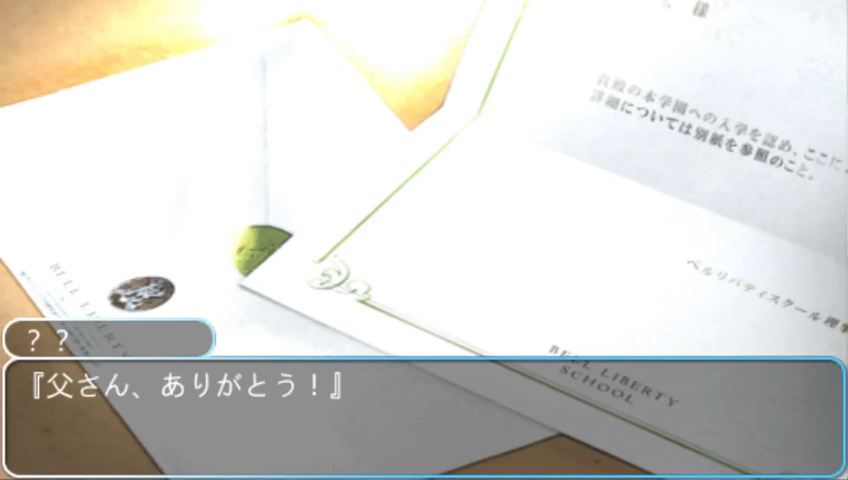 様
貴殿の本学園への入学を認め、ここに
詳細については別紙を参照のこと。
ベルリバティスクール 理事
BELL LIBERTY
SCHOOL
BELL LIBERTY
？？
『父さん、ありがとう！』